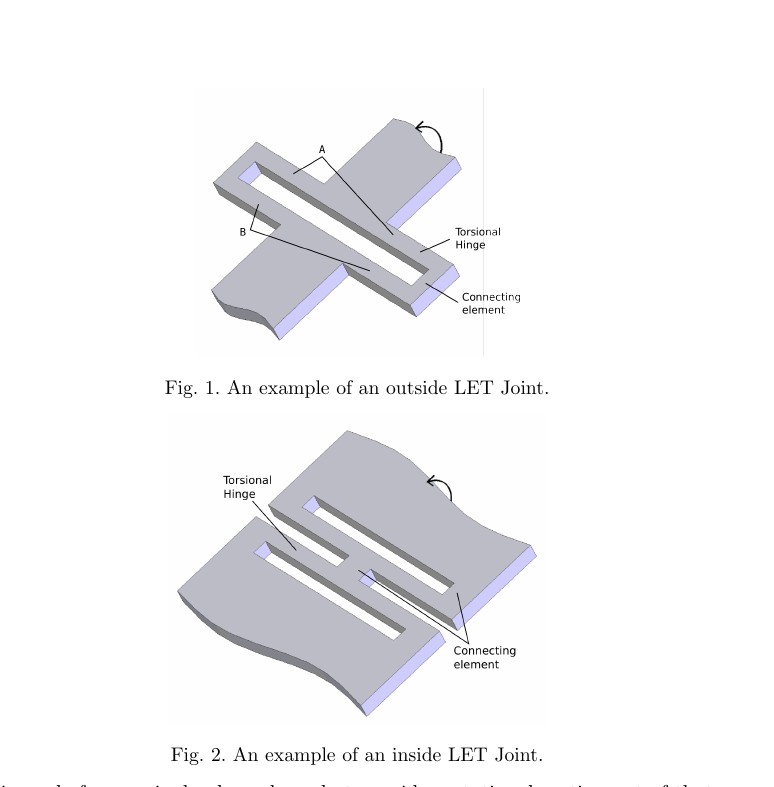 A
B
Torsional
Hinge
Connecting
element
Fig. 1. An example of an outside LET Joint.
Torsional
Hinge
Connecting
element
Fig. 2. An example of an inside LET Joint.